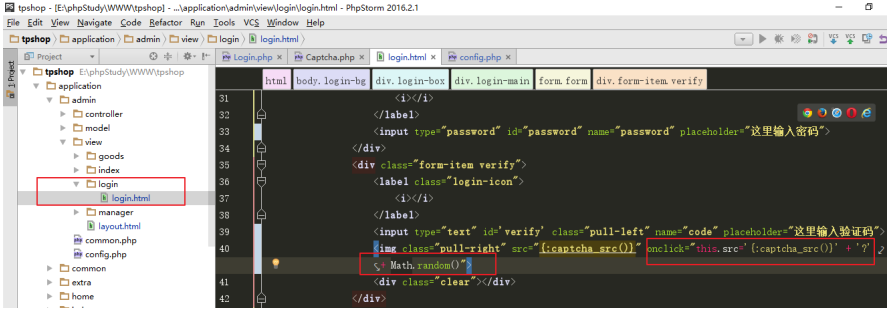 tpshop - [E:\phpStudy\WWW\tpshop] - ...\application\admin\view\login\login.html - PhpStorm 2016.2.1
File Edit View Navigate Code Refactor Run Tools VCS Window Help
tpshop application admin view login login.html
Project
Login.php × Captcha.php × login.html × config.php ×
1: Project
tpshop E:\phpStudy\WWW\tpshop
application
admin
controller
model
view
goods
index
login
login.html
manager
layout.html
common.php
config.php
common
extra
home
html body.login-bg div.login-box div.login-main form.form div.form-item.verify
31 <i></i>
32 </label>
33 <input type="password" id="password" name="password" placeholder="这里输入密码">
34 </div>
35 <div class="form-item verify">
36 <label class="login-icon">
37 <i></i>
38 </label>
39 <input type="text" id='verify' class="pull-left" name="code" placeholder="这里输入验证码">
40 <img class="pull-right" src="{:captcha_src()}" onclick="this.src='{:captcha_src()}' + '?'
+ Math.random()">
41 <div class="clear"></div>
42 </div>